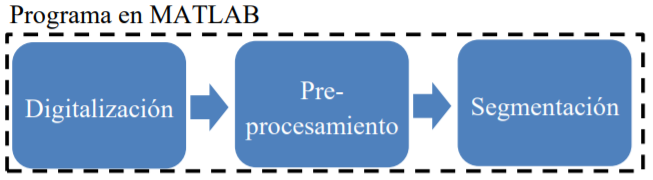 Programa en MATLAB
Digitalización
Pre-
procesamiento
Segmentación